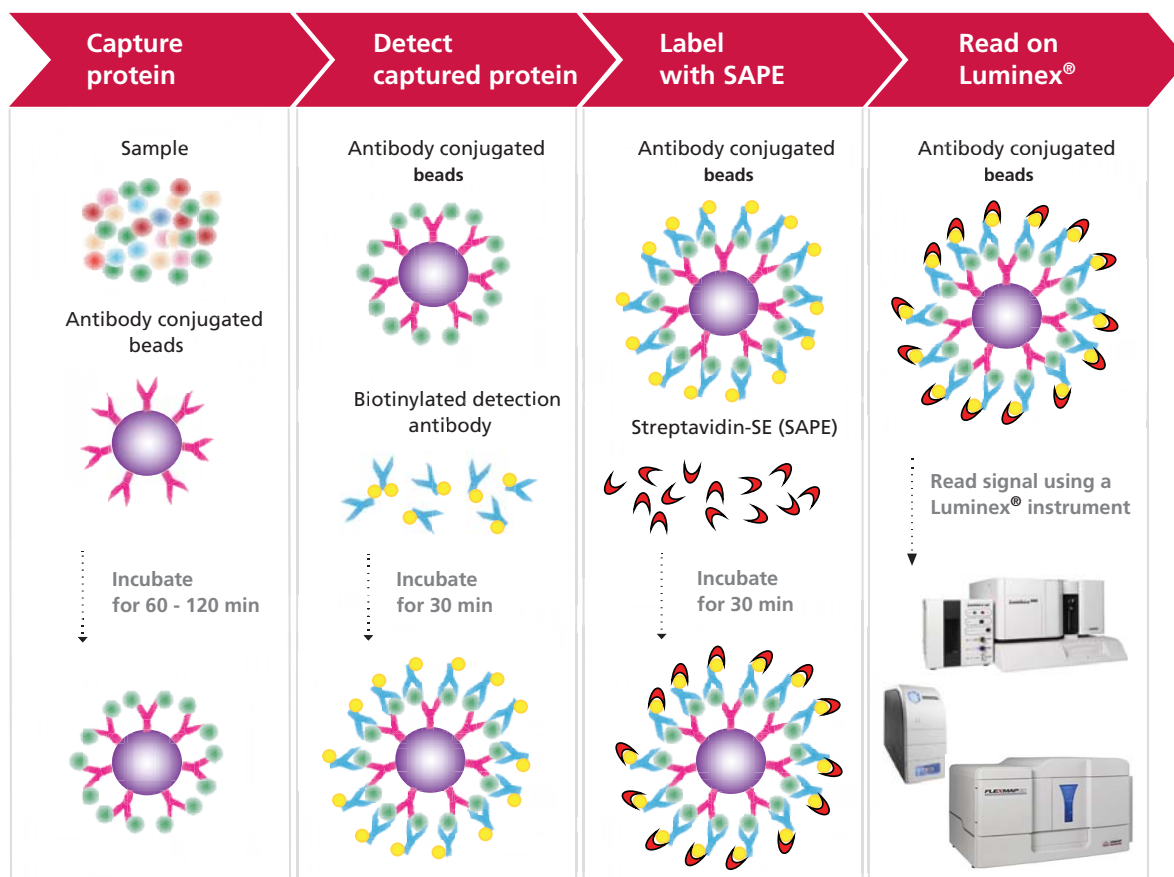 Capture
protein
Detect
captured protein
Label
with SAPE
Read on
Luminex®
Sample
Antibody conjugated
beads
Incubate
for 60 - 120 min
Antibody conjugated
beads
Biotinylated detection
antibody
Incubate
for 30 min
Antibody conjugated
beads
Streptavidin-SE (SAPE)
Incubate
for 30 min
Antibody conjugated
beads
Read signal using a
Luminex® instrument
FLEXMAP